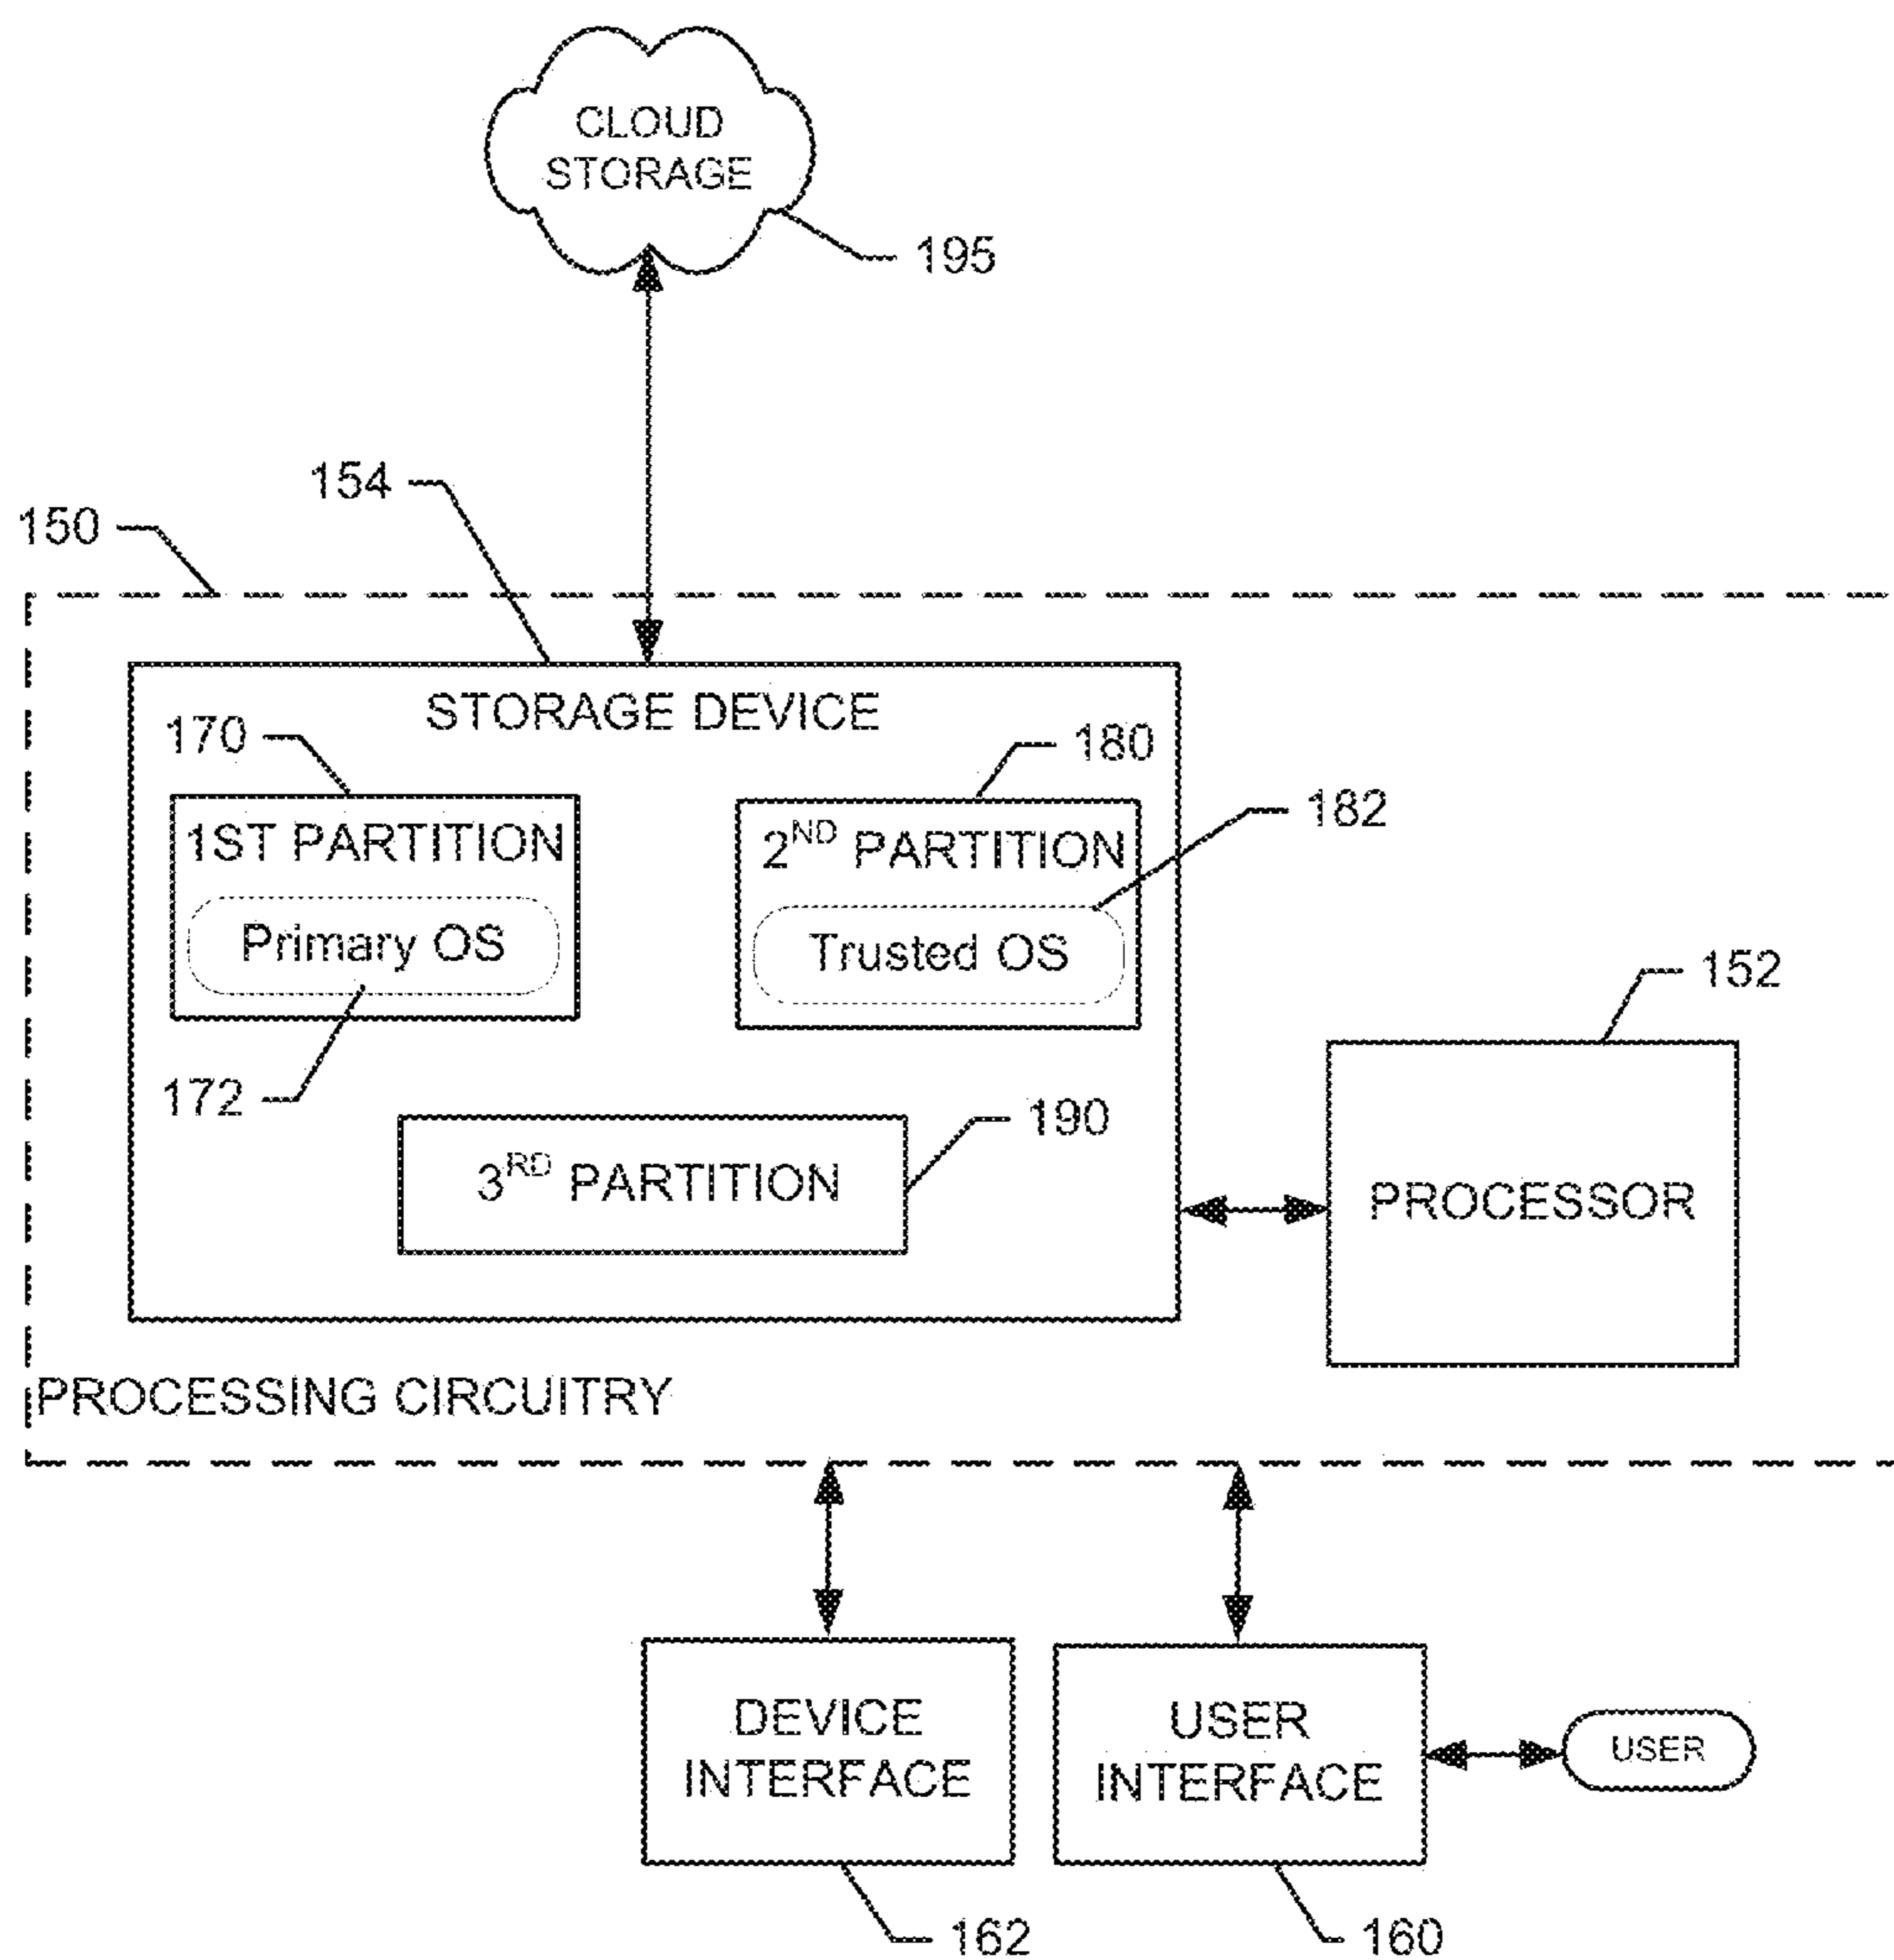 CLOUD
STORAGE
195
154
150
STORAGE DEVICE
170
180
1ST PARTITION
2ND PARTITION
182
Primary OS
Trusted OS
152
172
190
3RD PARTITION
PROCESSOR
PROCESSING CIRCUITRY
DEVICE
INTERFACE
USER
INTERFACE
USER
162
160